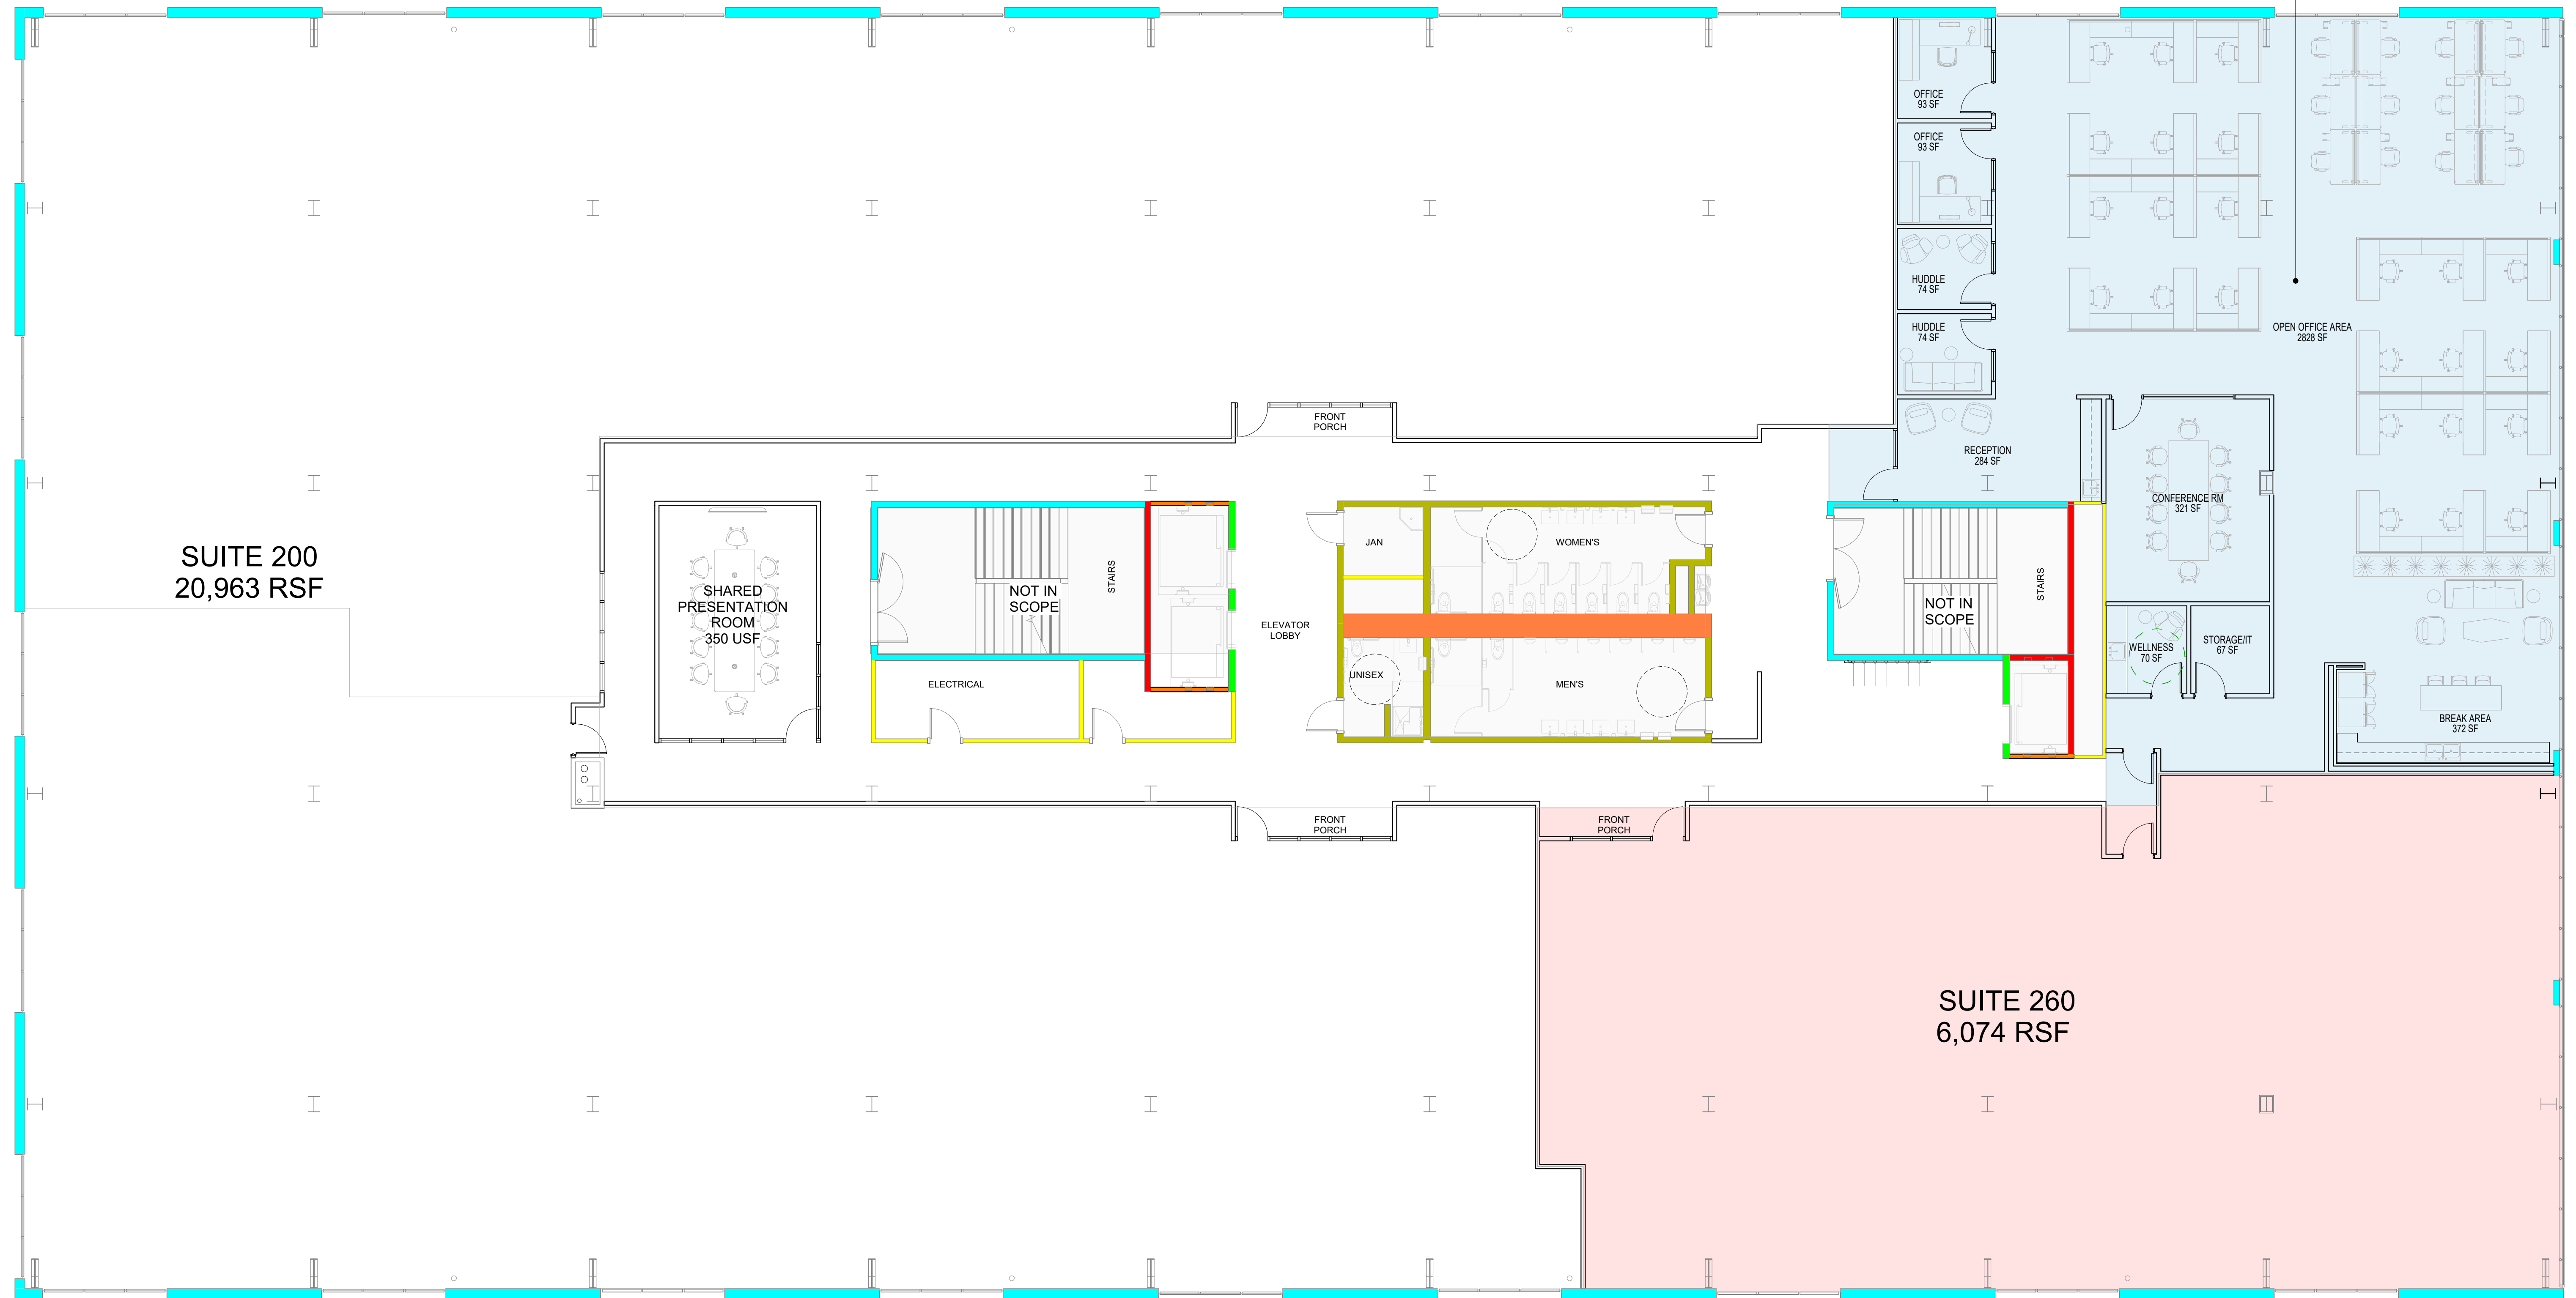 OFFICE
93 SF
OFFICE
93 SF
HUDDLE
74 SF
HUDDLE
74 SF
OPEN OFFICE AREA
2828 SF
FRONT
PORCH
RECEPTION
284 SF
CONFERENCE RM
321 SF
SUITE 200
20,963 RSF
SHARED
PRESENTATION
ROOM
350 USF
NOT IN
SCOPE
STAIRS
ELEVATOR
LOBBY
JAN
WOMEN'S
UNISEX
MEN'S
ELECTRICAL
NOT IN
SCOPE
STAIRS
WELLNESS
70 SF
STORAGE/IT
67 SF
BREAK AREA
372 SF
FRONT
PORCH
FRONT
PORCH
SUITE 260
6,074 RSF